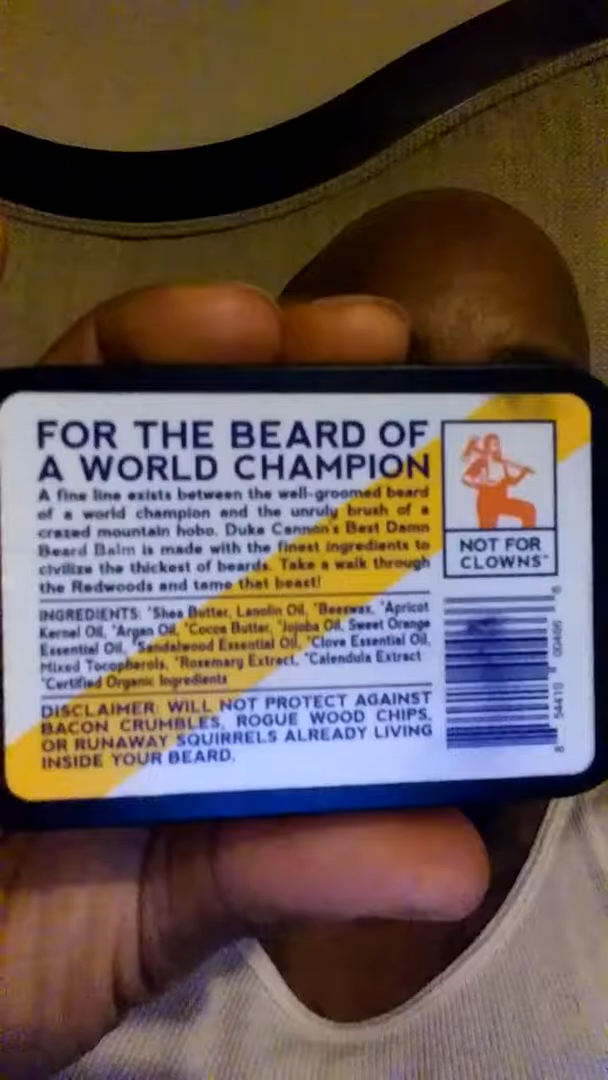 FOR THE BEARD OF
A WORLD CHAMPION
A fine line exists between the well-groomed beard
of a world champion and the unruly brush of a
crazed mountain hobo. Duke Cannon's Best Damn
Beard Balm is made with the finest ingredients to
civilize the thickest of beards. Take a walk through
the Redwoods and tame that beast!
INGREDIENTS: *Shea Butter, Lanolin Oil, *Beeswax, *Apricot
Kernel Oil, *Argan Oil, *Cocoa Butter, *Jojoba Oil, Sweet Orange
Essential Oil, *Sandalwood Essential Oil, *Clove Essential Oil,
Mixed Tocopherols, *Rosemary Extract, *Calendula Extract
*Certified Organic Ingredients
DISCLAIMER: WILL NOT PROTECT AGAINST
BACON CRUMBLES, ROGUE WOOD CHIPS,
OR RUNAWAY SQUIRRELS ALREADY LIVING
INSIDE YOUR BEARD.
NOT FOR
CLOWNS™
8 54410 00466 6